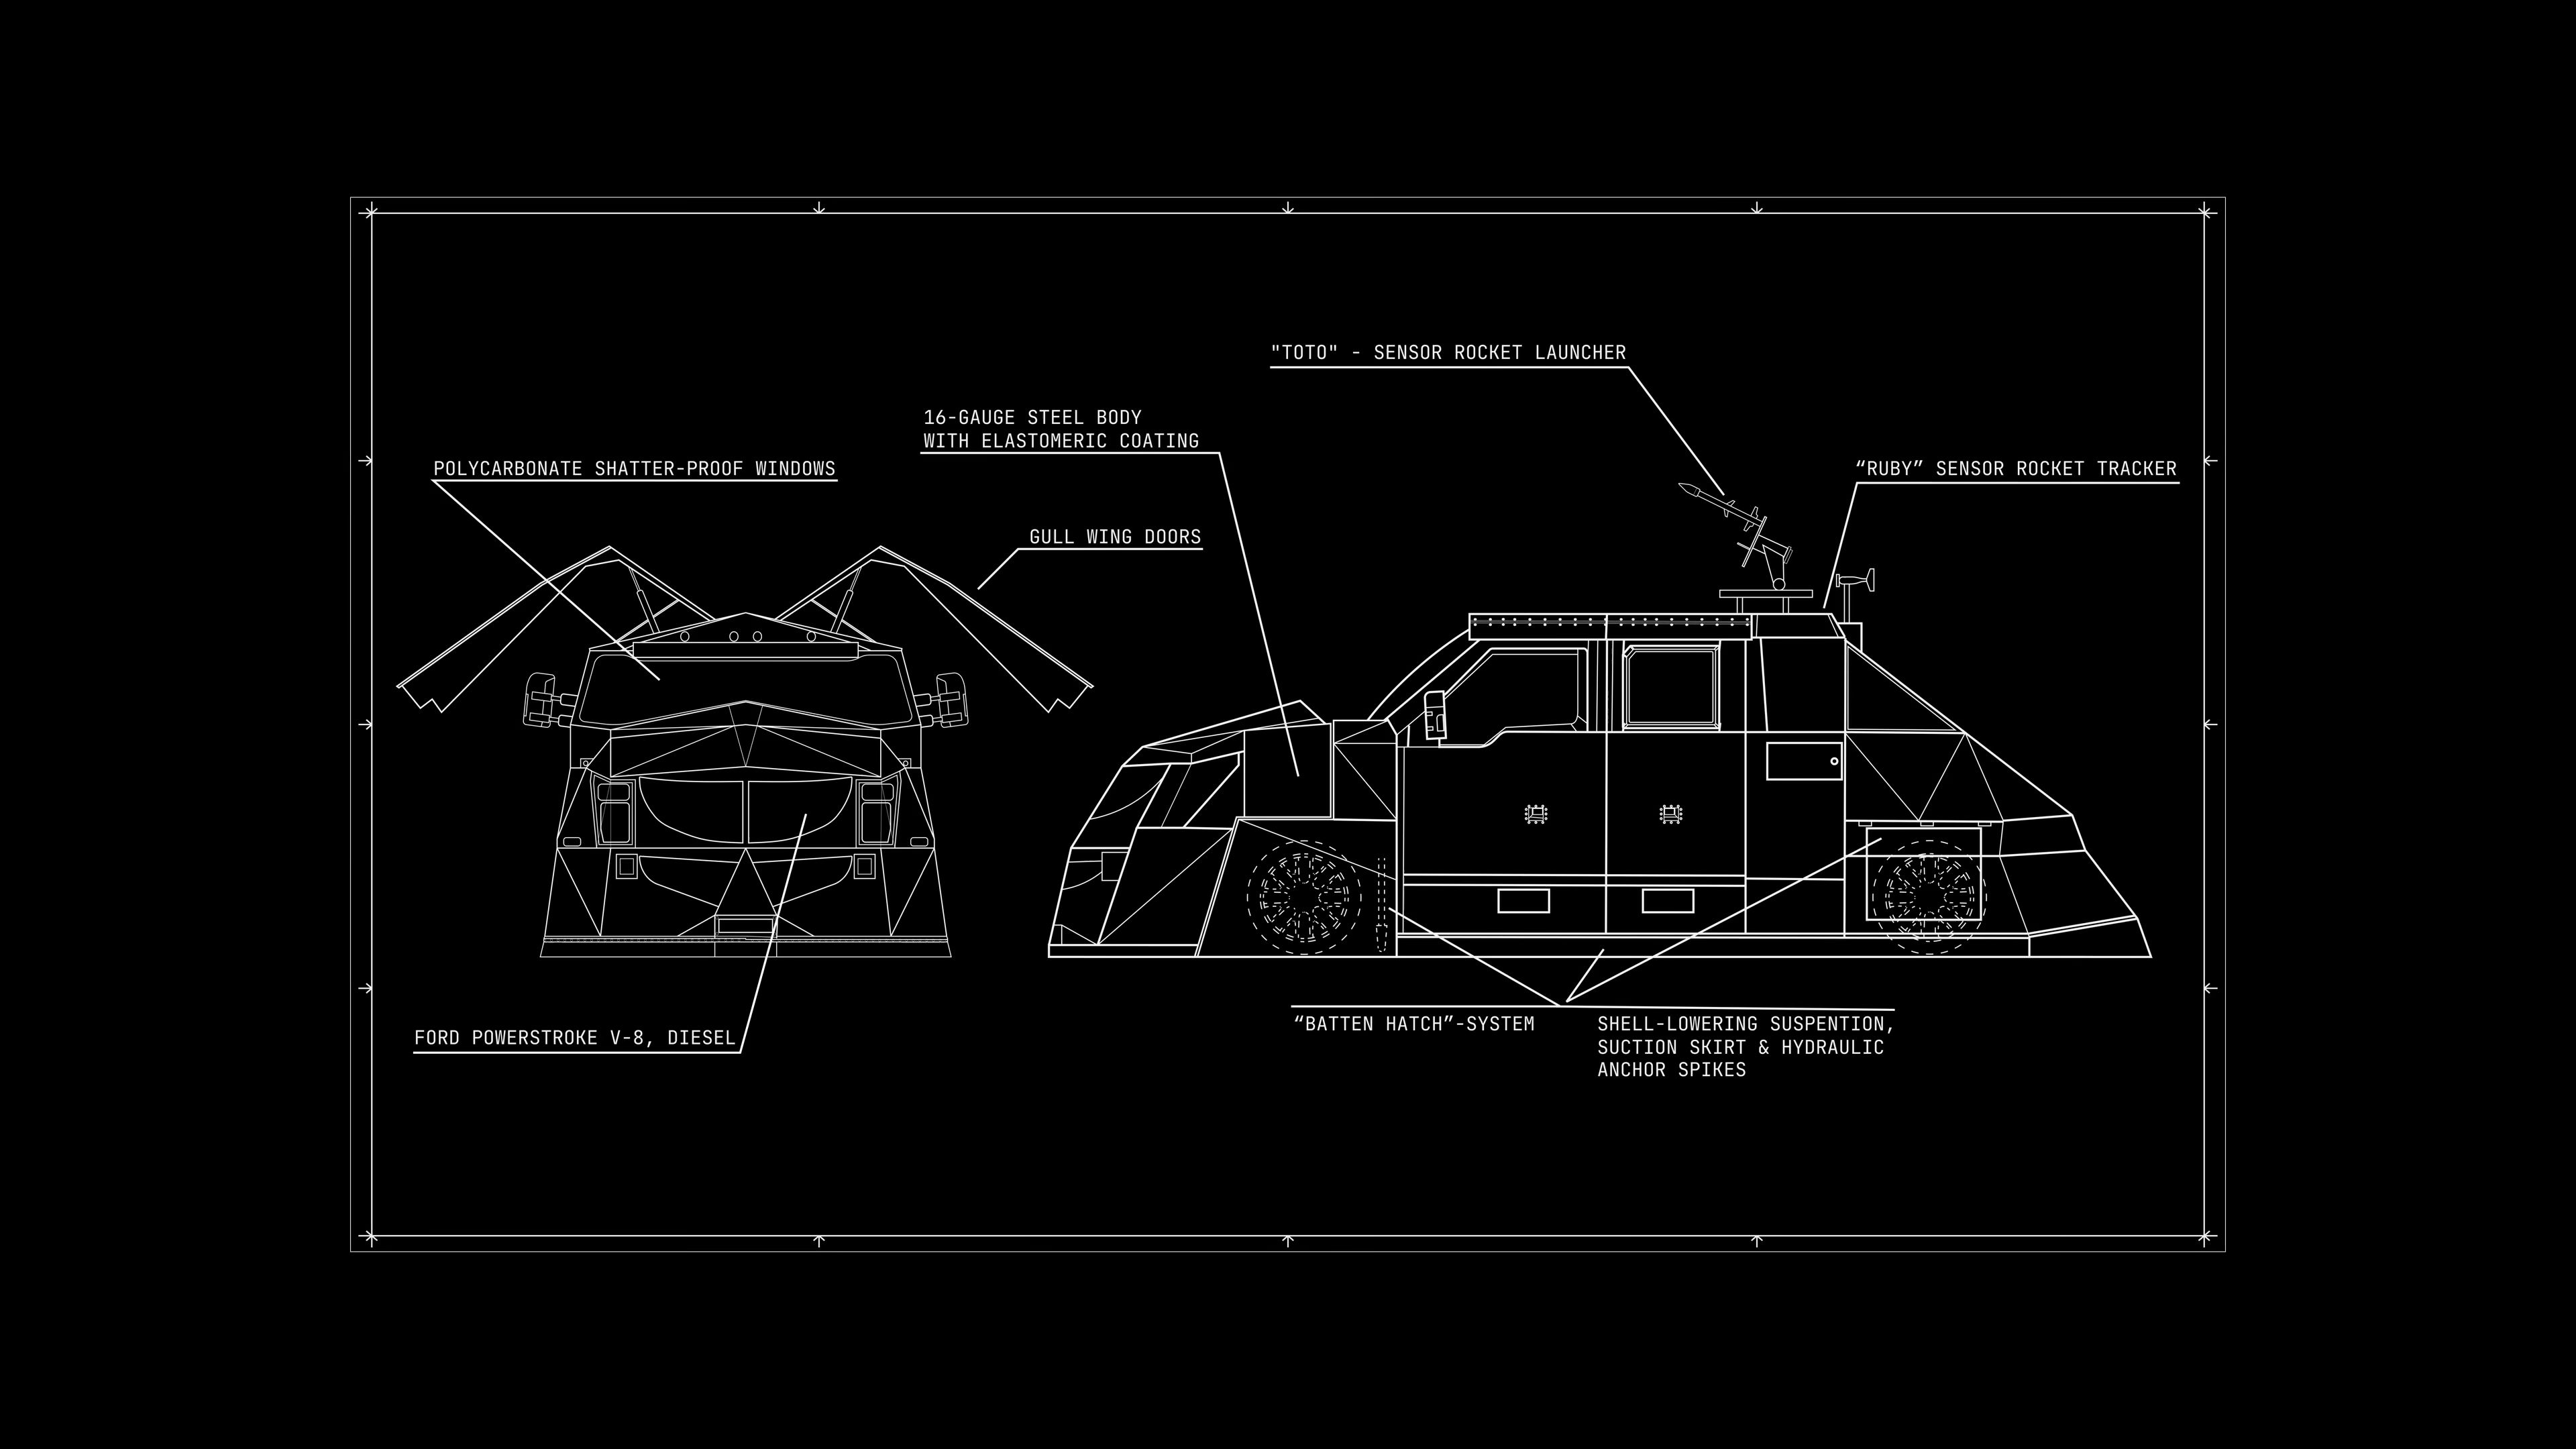 "TOTO" - SENSOR ROCKET LAUNCHER
16-GAUGE STEEL BODY
WITH ELASTOMERIC COATING
POLYCARBONATE SHATTER-PROOF WINDOWS
“RUBY” SENSOR ROCKET TRACKER
GULL WING DOORS
FORD POWERSTROKE V-8, DIESEL
“BATTEN HATCH”-SYSTEM
SHELL-LOWERING SUSPENTION,
SUCTION SKIRT & HYDRAULIC
ANCHOR SPIKES